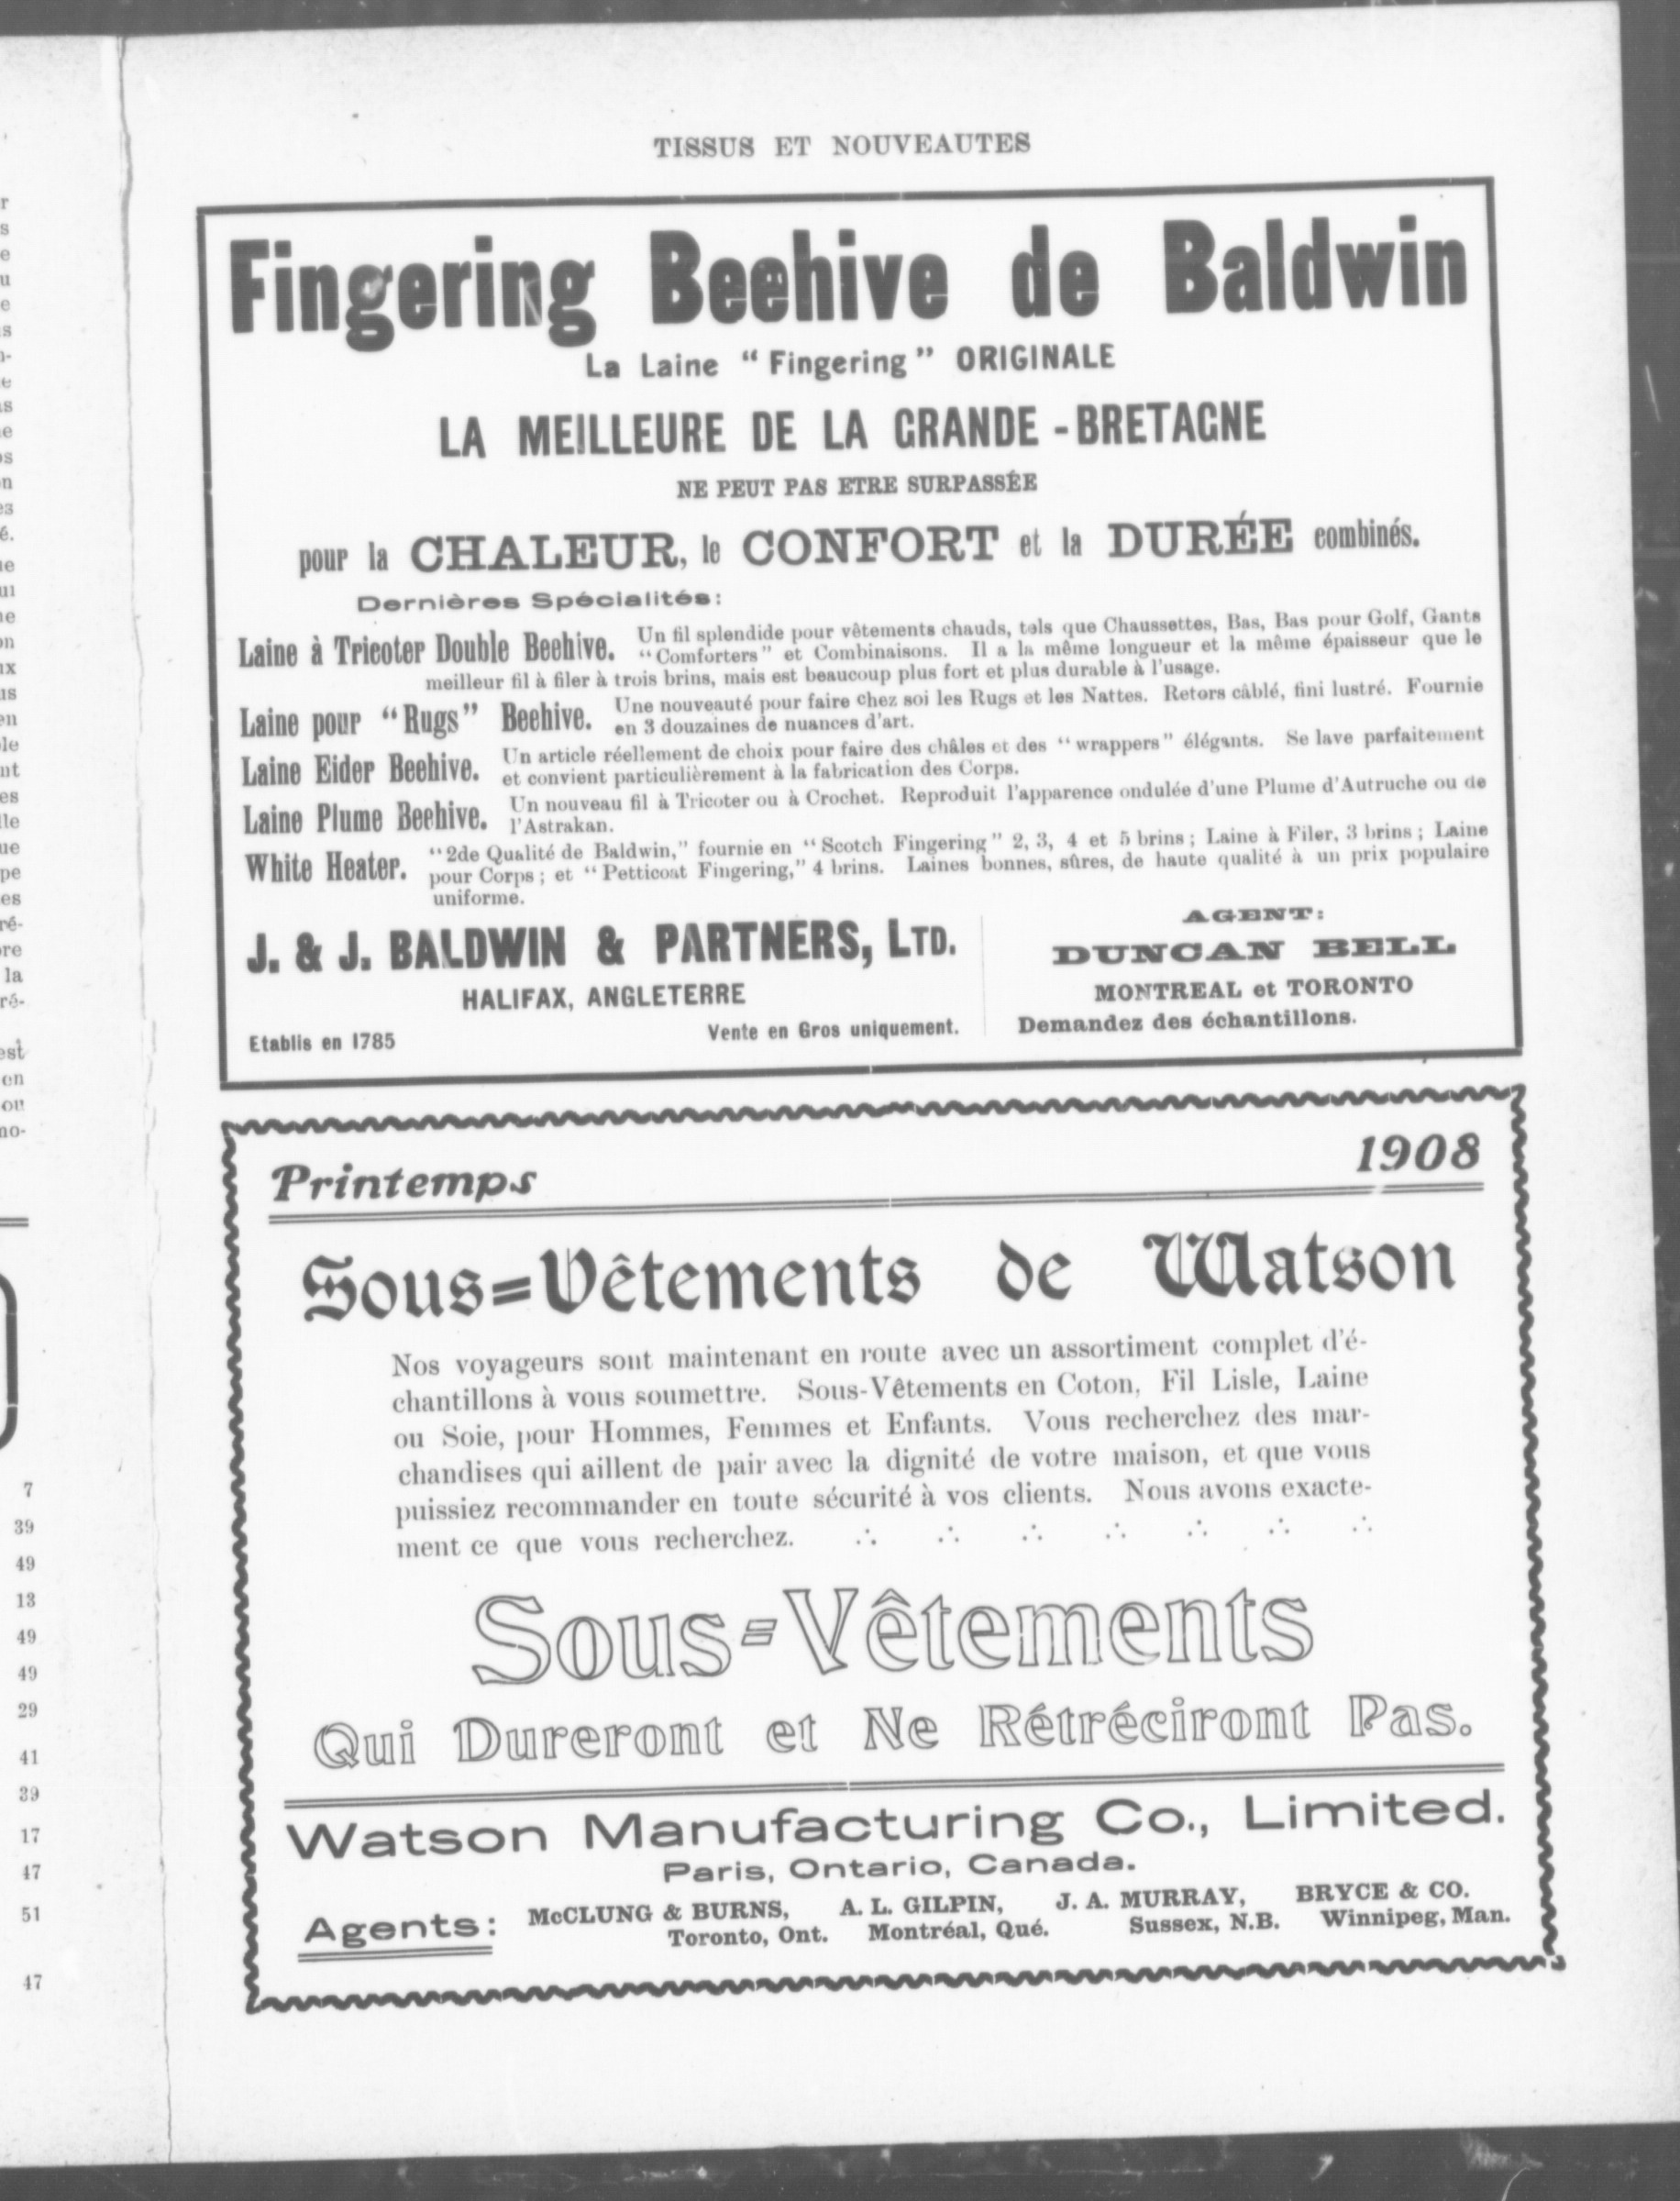 TISSUS ET NOUVEAUTES
Fingering Beehive de Baldwin
La Laine “Fingering” ORIGINALE
LA MEILLEURE DE LA GRANDE-BRETAGNE
NE PEUT PAS ETRE SURPASSÉE
pour la CHALEUR, le CONFORT et la DURÉE combinés.
Dernières Spécialités:
Laine à Tricoter Double Beehive. Un fil splendide pour vêtements chauds, tels que Chaussettes, Bas, Bas pour Golf, Gants
“Comforters” et Combinaisons. Il a la même longueur et la même épaisseur que le
meilleur fil à filer à trois brins, mais est beaucoup plus fort et plus durable à l'usage.
Laine pour “Rugs” Beehive. Une nouveauté pour faire chez soi les Rugs et les Nattes. Retors câblé, fini lustré. Fournie
en 3 douzaines de nuances d'art.
Laine Eider Beehive. Un article réellement de choix pour faire des châles et des “wrappers” élégants. Se lave parfaitement
et convient particulièrement à la fabrication des Corps.
Laine Plume Beehive. Un nouveau fil à Tricoter ou à Crochet. Reproduit l'apparence ondulée d'une Plume d'Autruche ou de
l'Astrakan.
White Heater. “2de Qualité de Baldwin,” fournie en “Scotch Fingering” 2, 3, 4 et 5 brins; Laine à Filer, 3 brins; Laine
pour Corps; et “Petticoat Fingering,” 4 brins. Laines bonnes, sûres, de haute qualité à un prix populaire
uniforme.
J. & J. BALDWIN & PARTNERS, LTD.
HALIFAX, ANGLETERRE
Etablis en 1785 Vente en Gros uniquement.
AGENT:
DUNCAN BELL
MONTREAL et TORONTO
Demandez des échantillons.
Printemps 1908
Sous-Vêtements de Watson
Nos voyageurs sont maintenant en route avec un assortiment complet d'é-
chantillons à vous soumettre. Sous-Vêtements en Coton, Fil Lisle, Laine
ou Soie, pour Hommes, Femmes et Enfants. Vous recherchez des mar-
chandises qui aillent de pair avec la dignité de votre maison, et que vous
puissiez recommander en toute sécurité à vos clients. Nous avons exacte-
ment ce que vous recherchez. ∴ ∴ ∴ ∴ ∴ ∴ ∴
Sous-Vêtements
Qui Dureront et Ne Rétréciront Pas.
Watson Manufacturing Co., Limited.
Paris, Ontario, Canada.
Agents: McCLUNG & BURNS, A. L. GILPIN, J. A. MURRAY, BRYCE & CO.
Toronto, Ont. Montréal, Qué. Sussex, N.B. Winnipeg, Man.
7
39
49
13
49
49
29
41
39
17
47
51
47